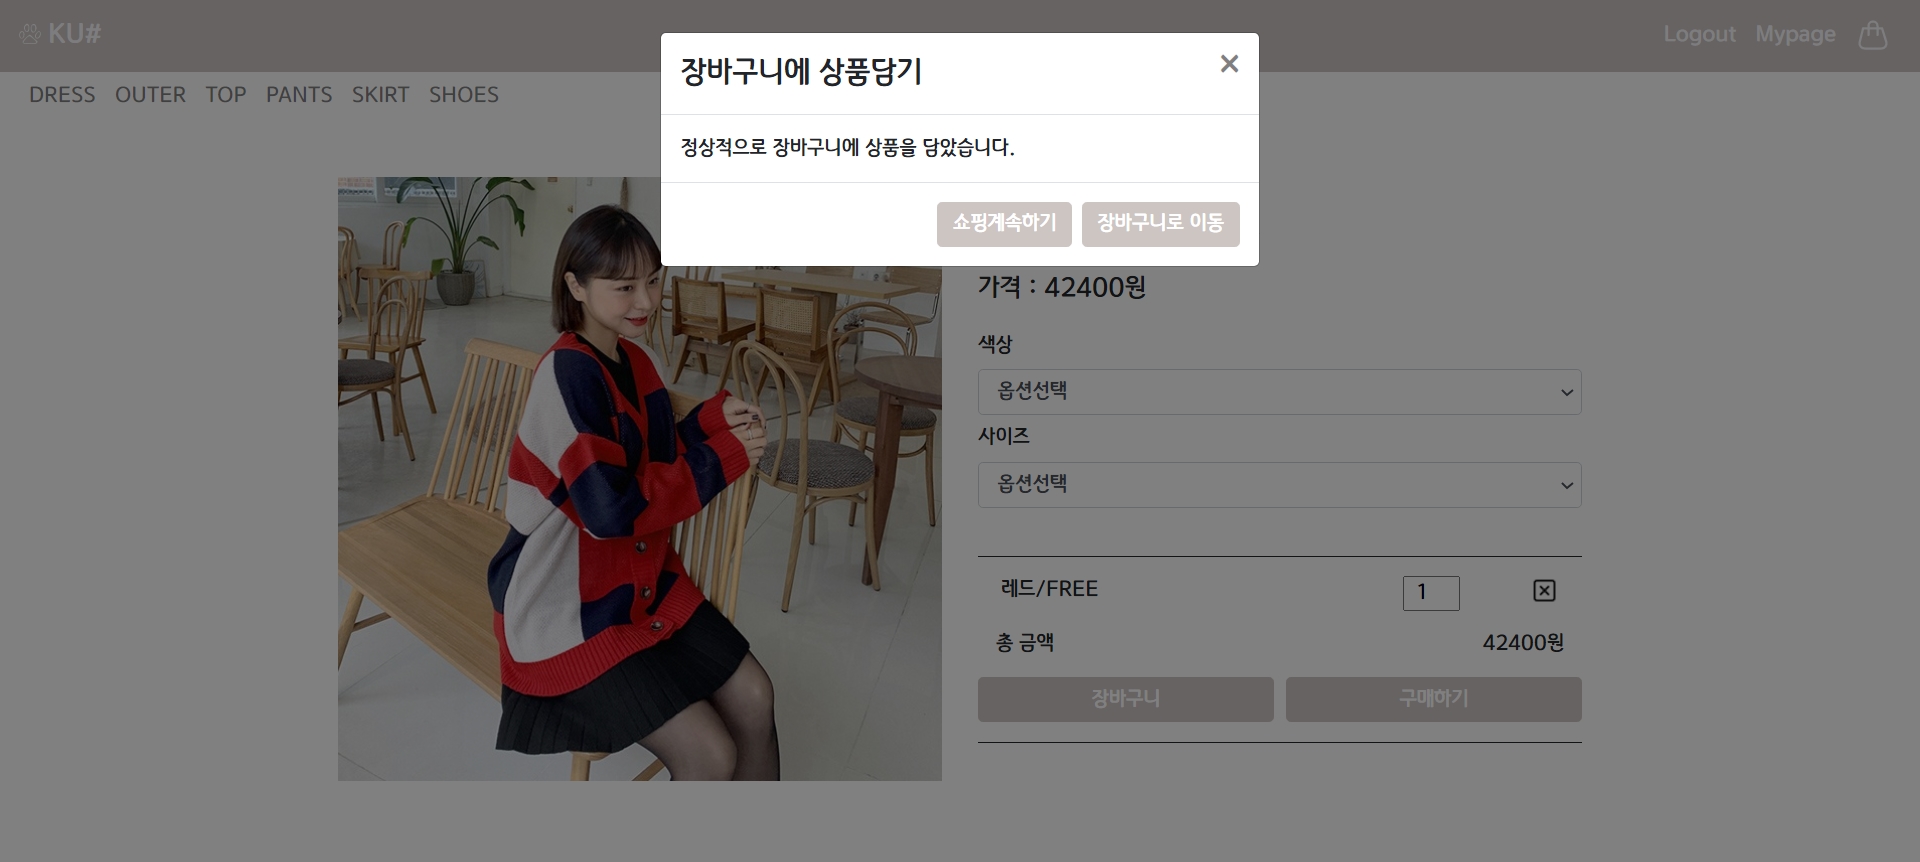 KU#
Logout Mypage
DRESS OUTER TOP PANTS SKIRT SHOES
장바구니에 상품담기
정상적으로 장바구니에 상품을 담았습니다.
쇼핑계속하기 장바구니로 이동
가격 : 42400원
색상
옵션선택
사이즈
옵션선택
레드/FREE 1
총 금액 42400원
장바구니 구매하기